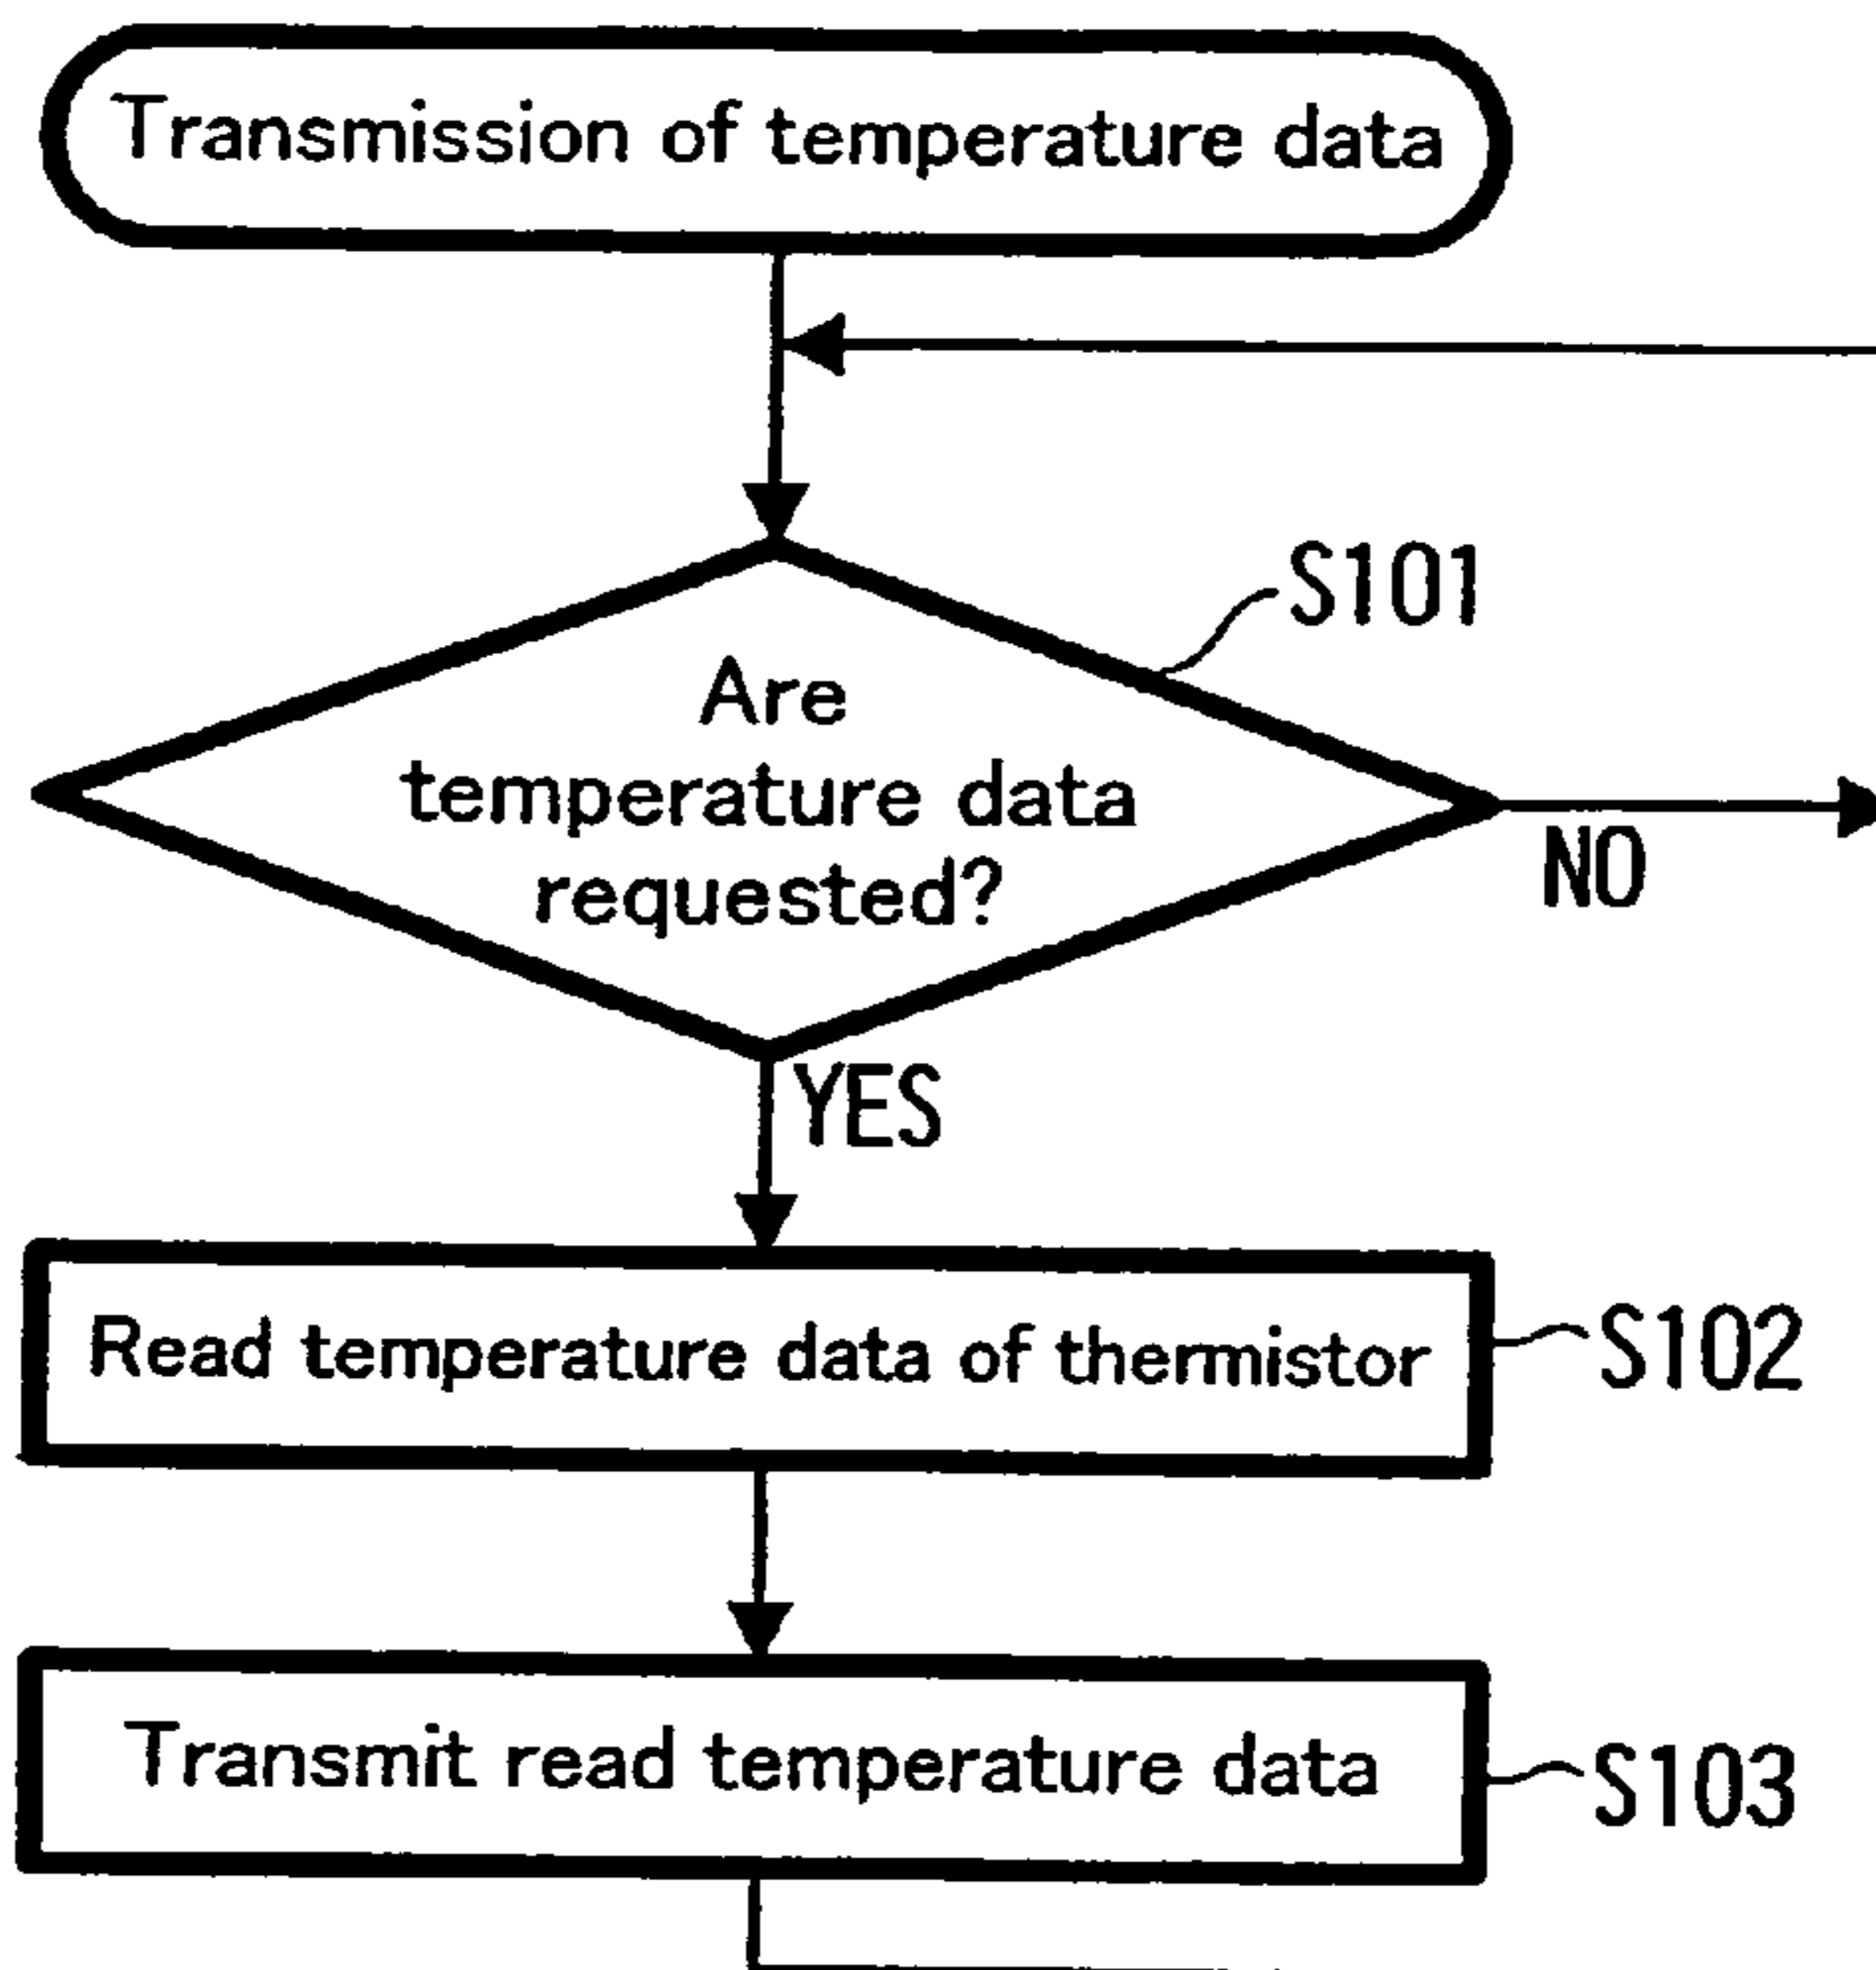 Transmission of temperature data
S101
Are
temperature data
requested?
NO
YES
Read temperature data of thermistor
S102
Transmit read temperature data
S103